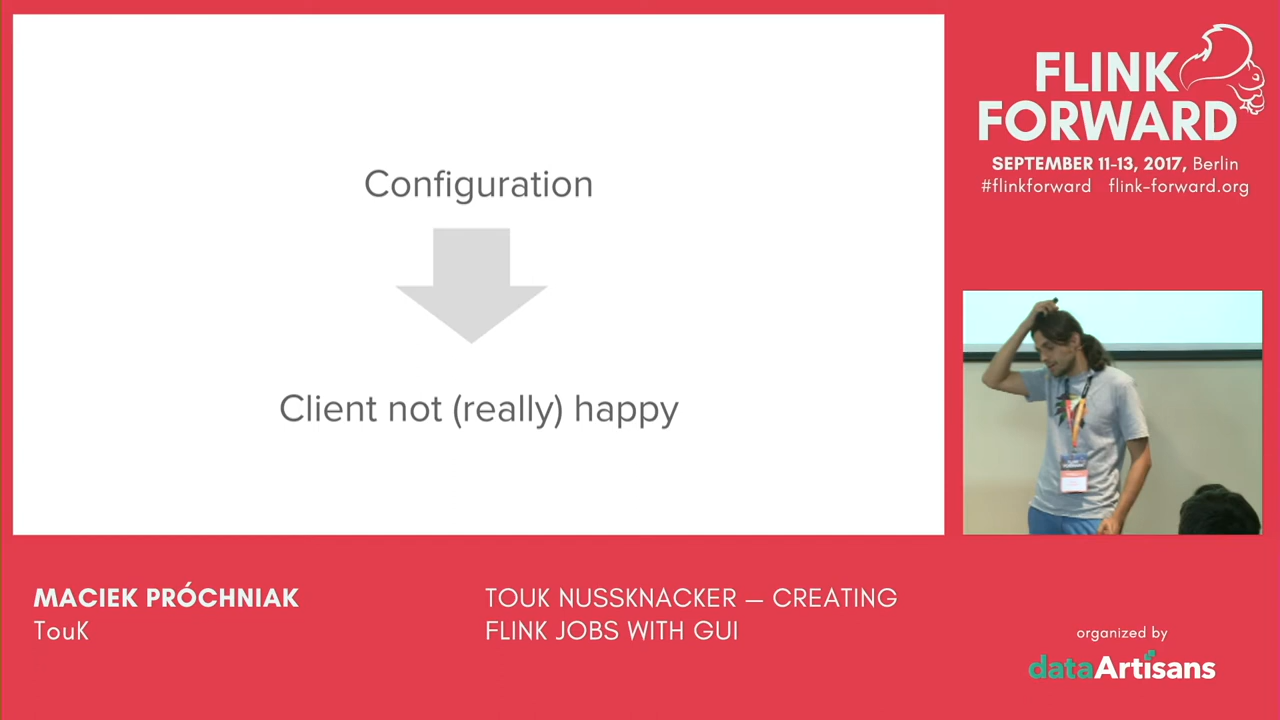 Configuration
Client not (really) happy
FLINK
FORWARD
SEPTEMBER 11-13, 2017, Berlin
#flinkforward flink-forward.org
MACIEK PRÓCHNIAK
TouK
TOUK NUSSKNACKER — CREATING
FLINK JOBS WITH GUI
organized by
dataArtisans